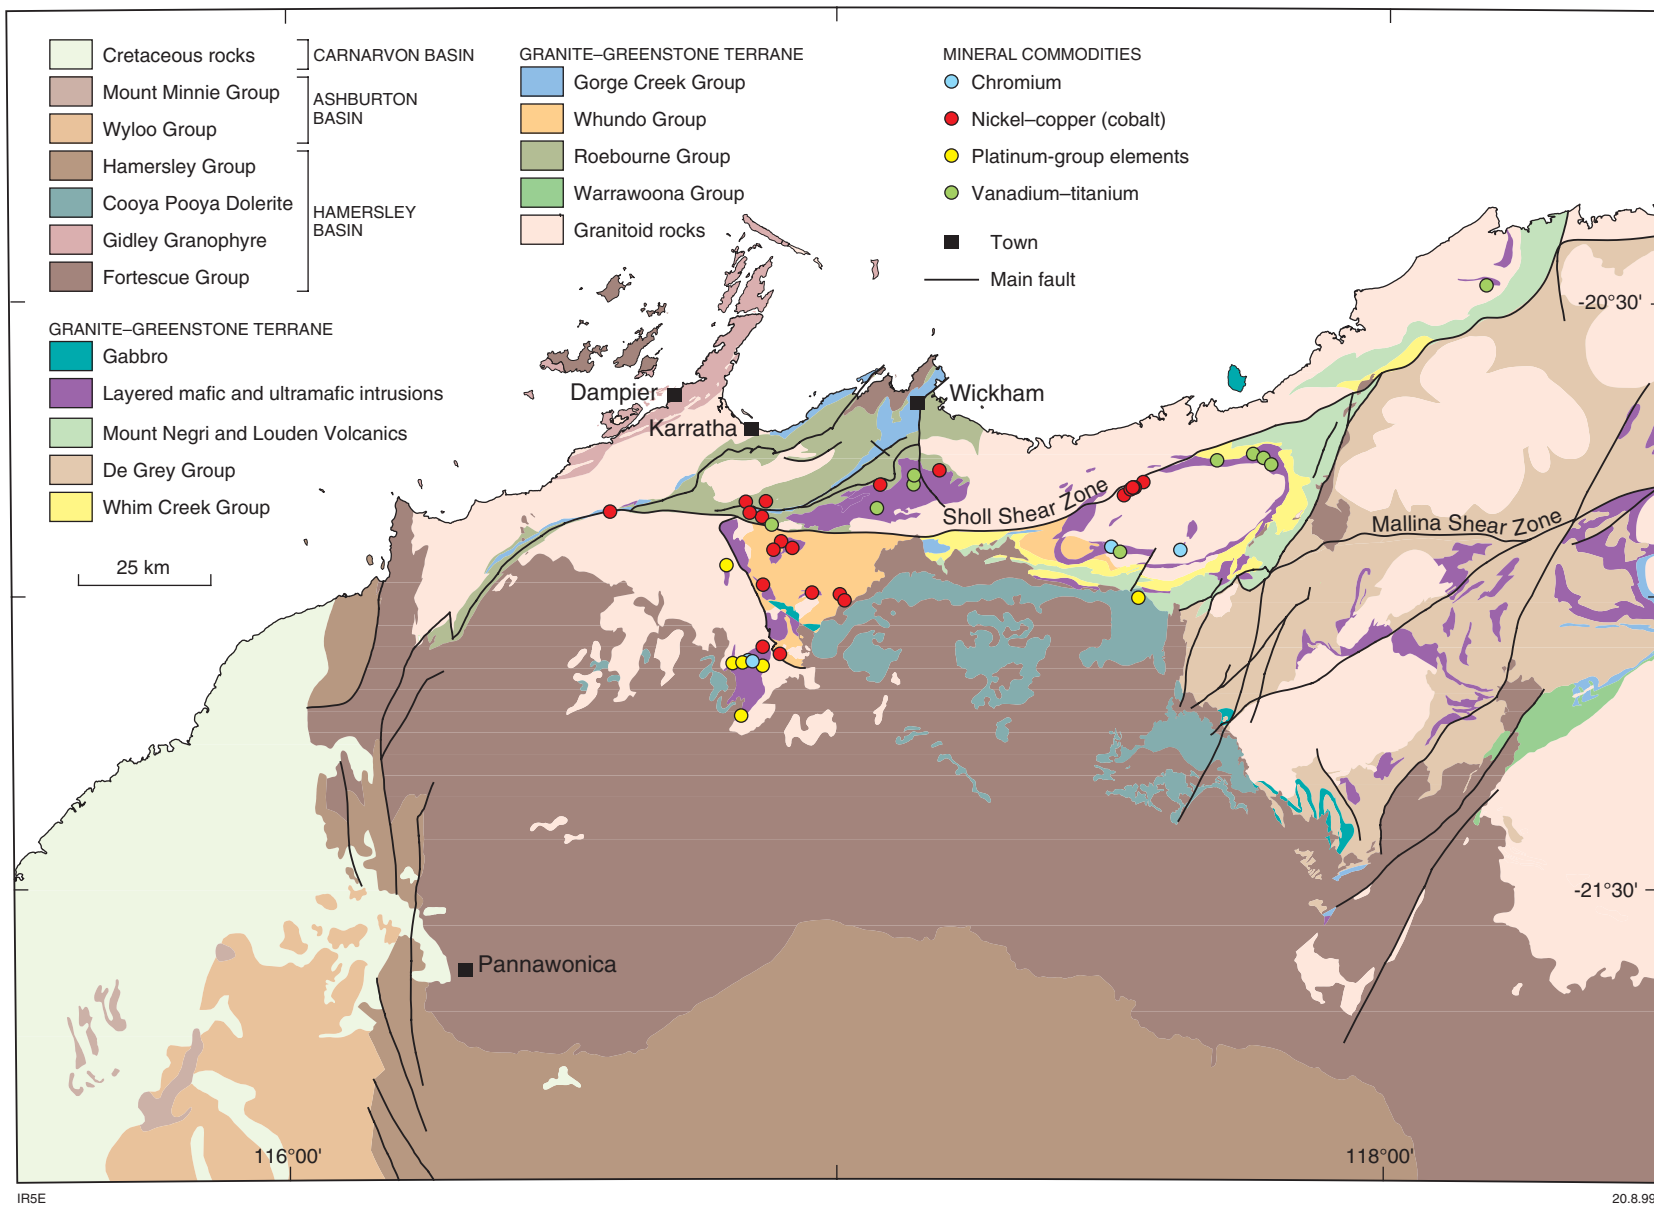 Cretaceous rocks
CARNARVON BASIN
Mount Minnie Group
Wyloo Group
ASHBURTON
BASIN
Hamersley Group
Cooya Pooya Dolerite
Gidley Granophyre
Fortescue Group
HAMERSLEY
BASIN
GRANITE–GREENSTONE TERRANE
Gabbro
Layered mafic and ultramafic intrusions
Mount Negri and Louden Volcanics
De Grey Group
Whim Creek Group
25 km
GRANITE–GREENSTONE TERRANE
Gorge Creek Group
Whundo Group
Roebourne Group
Warrawoona Group
Granitoid rocks
MINERAL COMMODITIES
Chromium
Nickel–copper (cobalt)
Platinum-group elements
Vanadium–titanium
Town
Main fault
-20°30'
Dampier
Wickham
Karratha
Sholl Shear Zone
Mallina Shear Zone
-21°30'
Pannawonica
116°00'
118°00'
IR5E
20.8.99